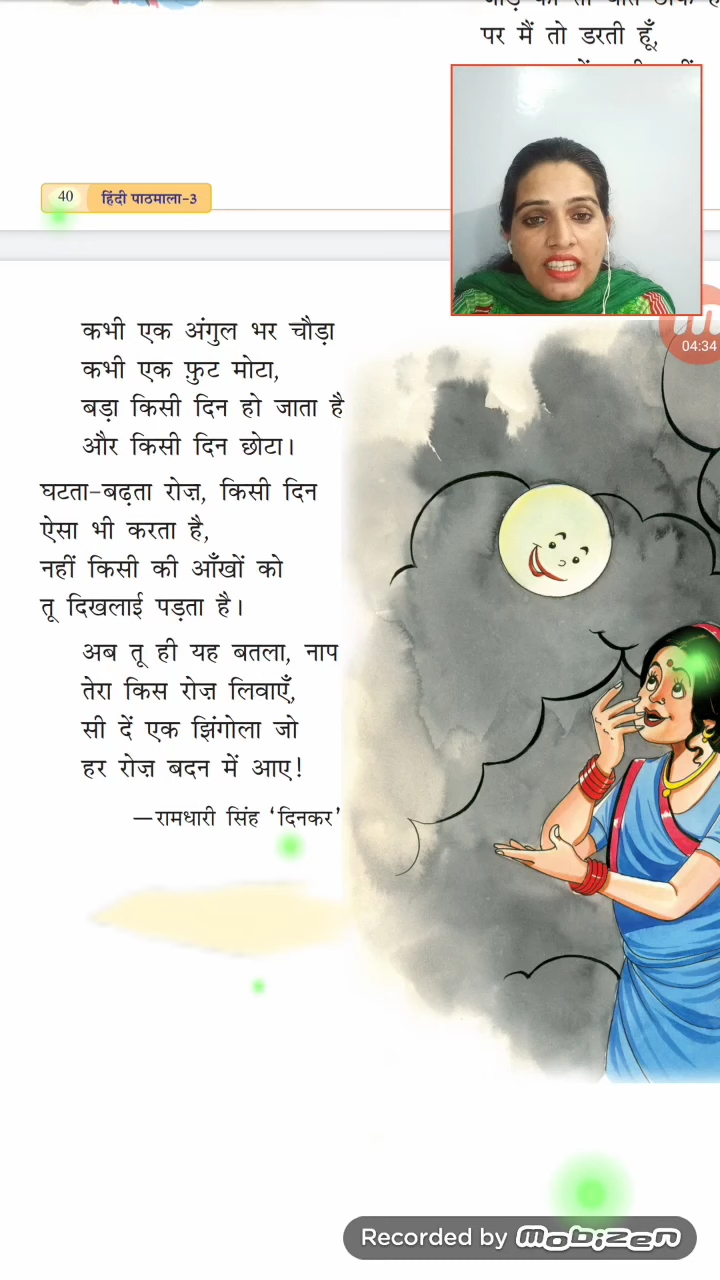 पर मैं तो डरती हूँ,
40 हिंदी पाठमाला-3
04:34
कभी एक अंगुल भर चौड़ा
कभी एक फ़ुट मोटा,
बड़ा किसी दिन हो जाता है
और किसी दिन छोटा।
घटता-बढ़ता रोज़, किसी दिन
ऐसा भी करता है,
नहीं किसी की आँखों को
तू दिखलाई पड़ता है।
अब तू ही यह बतला, नाप
तेरा किस रोज़ लिवाएँ,
सी दें एक झिंगोला जो
हर रोज़ बदन में आए!
—रामधारी सिंह ‘दिनकर’
Recorded by mobizen